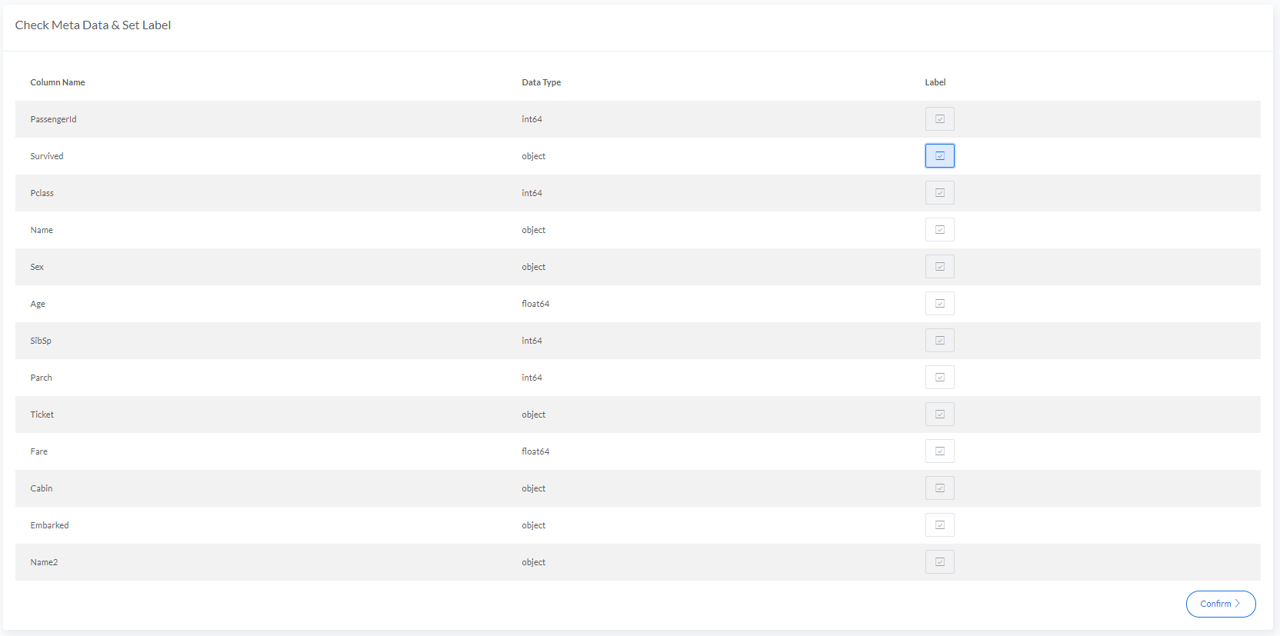 Check Meta Data & Set Label
Column Name Data Type Label
PassengerId int64
Survived object
Pclass int64
Name object
Sex object
Age float64
SibSp int64
Parch int64
Ticket object
Fare float64
Cabin object
Embarked object
Name2 object
Confirm